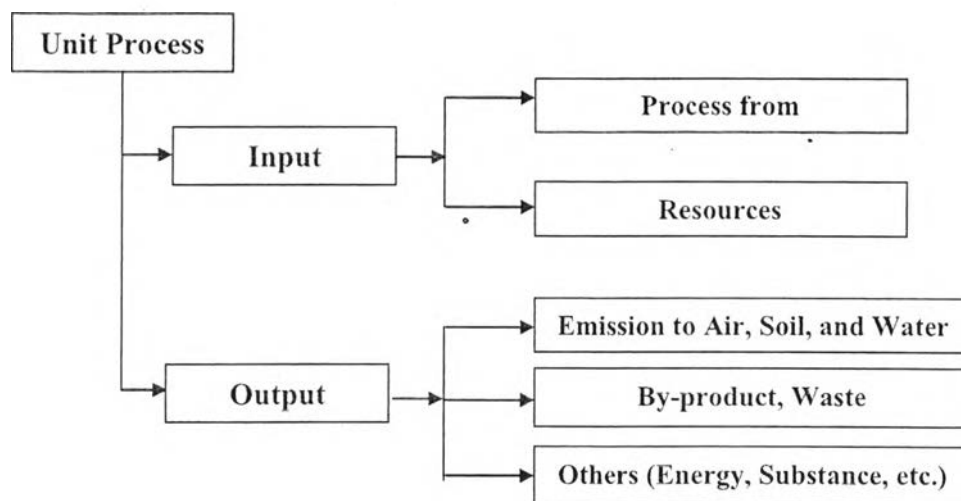 Unit Process
Input
Process from
Resources
Output
Emission to Air, Soil, and Water
By-product, Waste
Others (Energy, Substance, etc.)